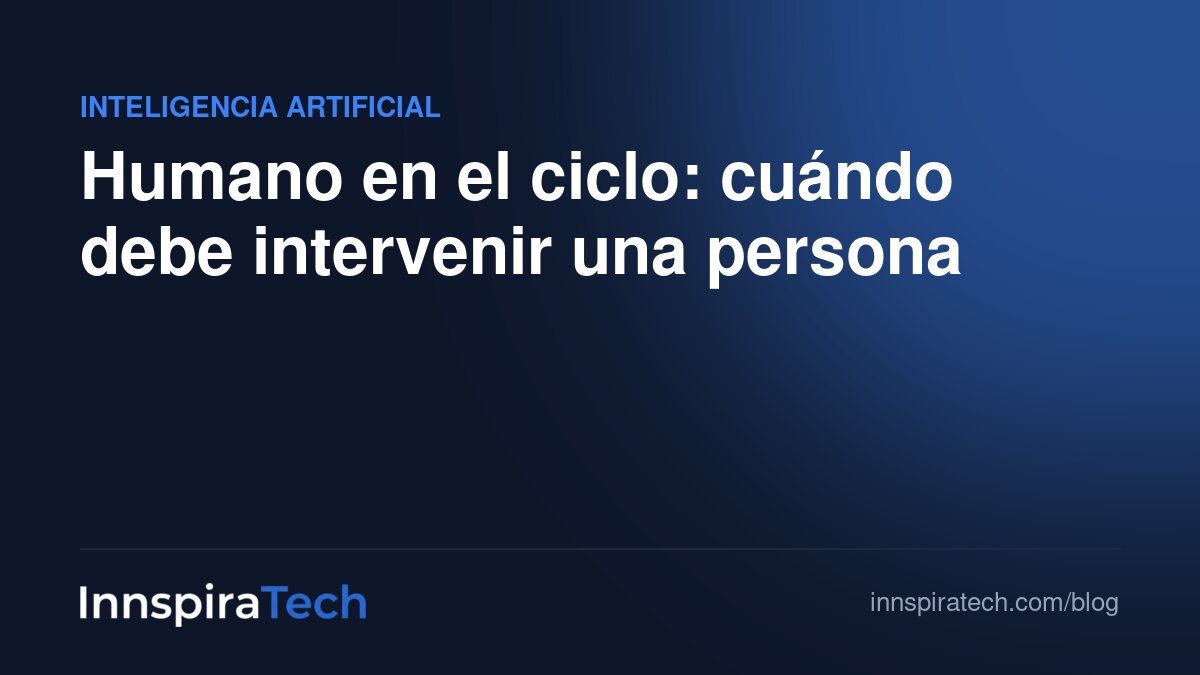 INTELIGENCIA ARTIFICIAL
Humano en el ciclo: cuándo
debe intervenir una persona
InnspiraTech
innspiratech.com/blog